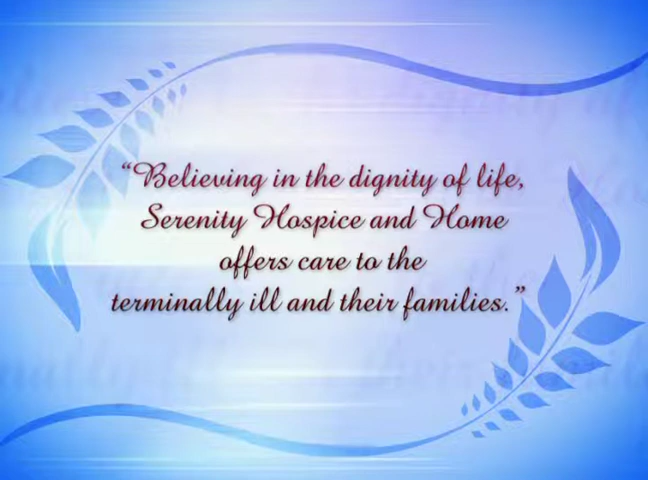 “Believing in the dignity of life,
Serenity Hospice and Home
offers care to the
terminally ill and their families.”